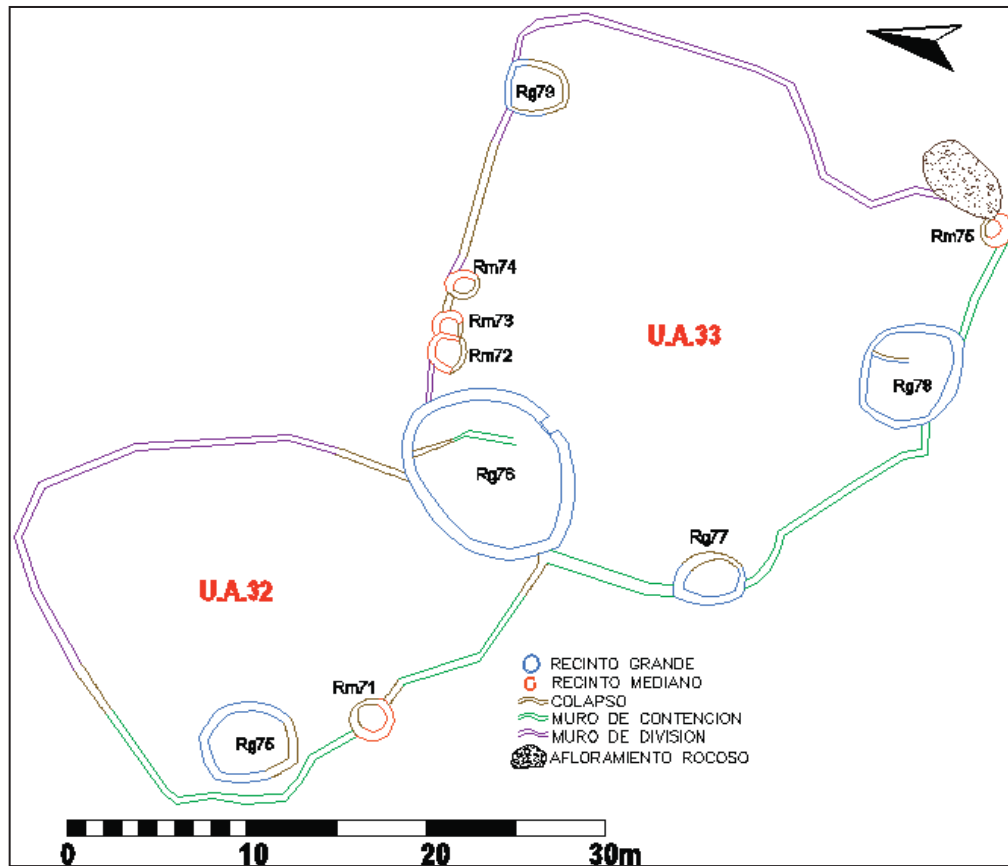 Rg79
Rm75
Rm74
Rm73
U.A.33
Rm72
Rg78
Rg76
Rg77
U.A.32
RECINTO GRANDE
RECINTO MEDIANO
Rm71
COLAPSO
MURO DE CONTENCION
MURO DE DIVISION
Rg75
AFLORAMIENTO ROCOSO
0 10 20 30m